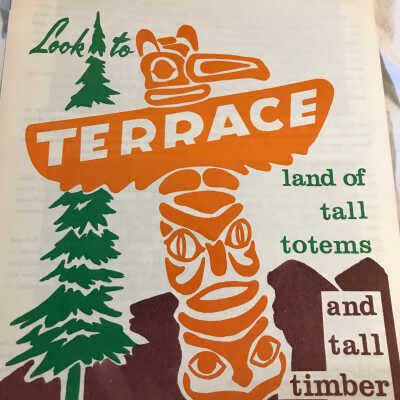 Look to
TERRACE
land of
tall
totems
and
tall
timber